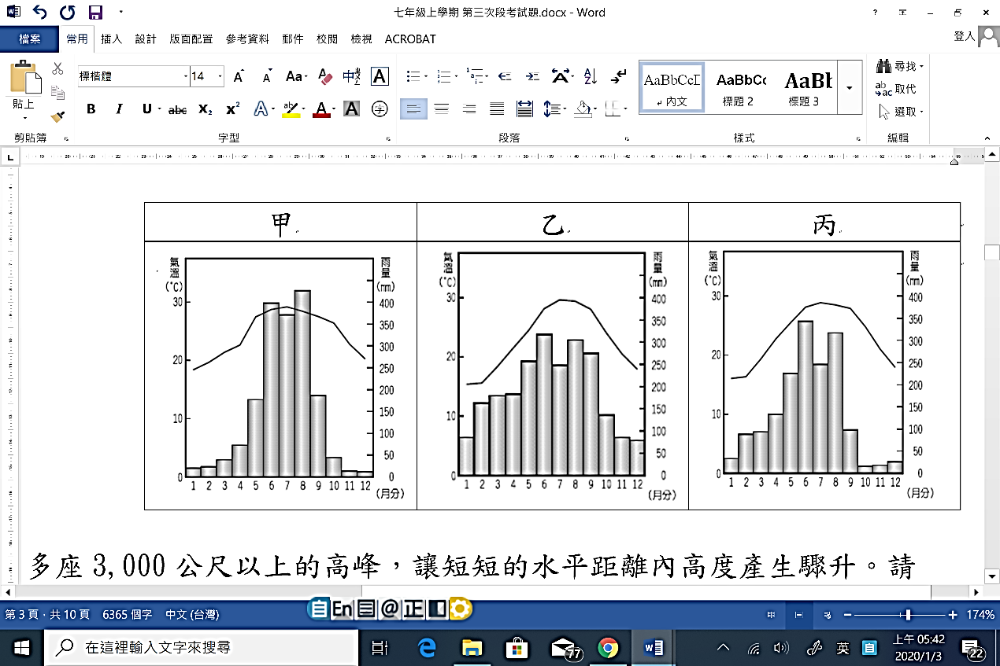 七年級上學期 第三次段考試題.docx - Word
檔案 常用 插入 設計 版面配置 參考資料 郵件 校閱 檢視 ACROBAT 登入
標楷體 14
貼上
AaBbCcI AaBbCc AaBb
內文 標題 2 標題 3
尋找
取代
選取
剪貼簿 字型 段落 樣式 編輯
甲 乙 丙
氣溫 (°C) 雨量 (mm)
30 20 10 0
400 350 300 250 200 150 100 50 0
1 2 3 4 5 6 7 8 9 10 11 12
(月分)
氣溫 (°C) 雨量 (mm)
30 20 10 0
400 350 300 250 200 150 100 50 0
1 2 3 4 5 6 7 8 9 10 11 12
(月分)
氣溫 (°C) 雨量 (mm)
30 20 10 0
400 350 300 250 200 150 100 50 0
1 2 3 4 5 6 7 8 9 10 11 12
(月分)
多座 3,000 公尺以上的高峰，讓短短的水平距離內高度產生驟升。請
第 3 頁，共 10 頁 6365 個字 中文 (台灣) En @ 正 174%
在這裡輸入文字來搜尋
77
英
上午 05:42
2020/1/3
22